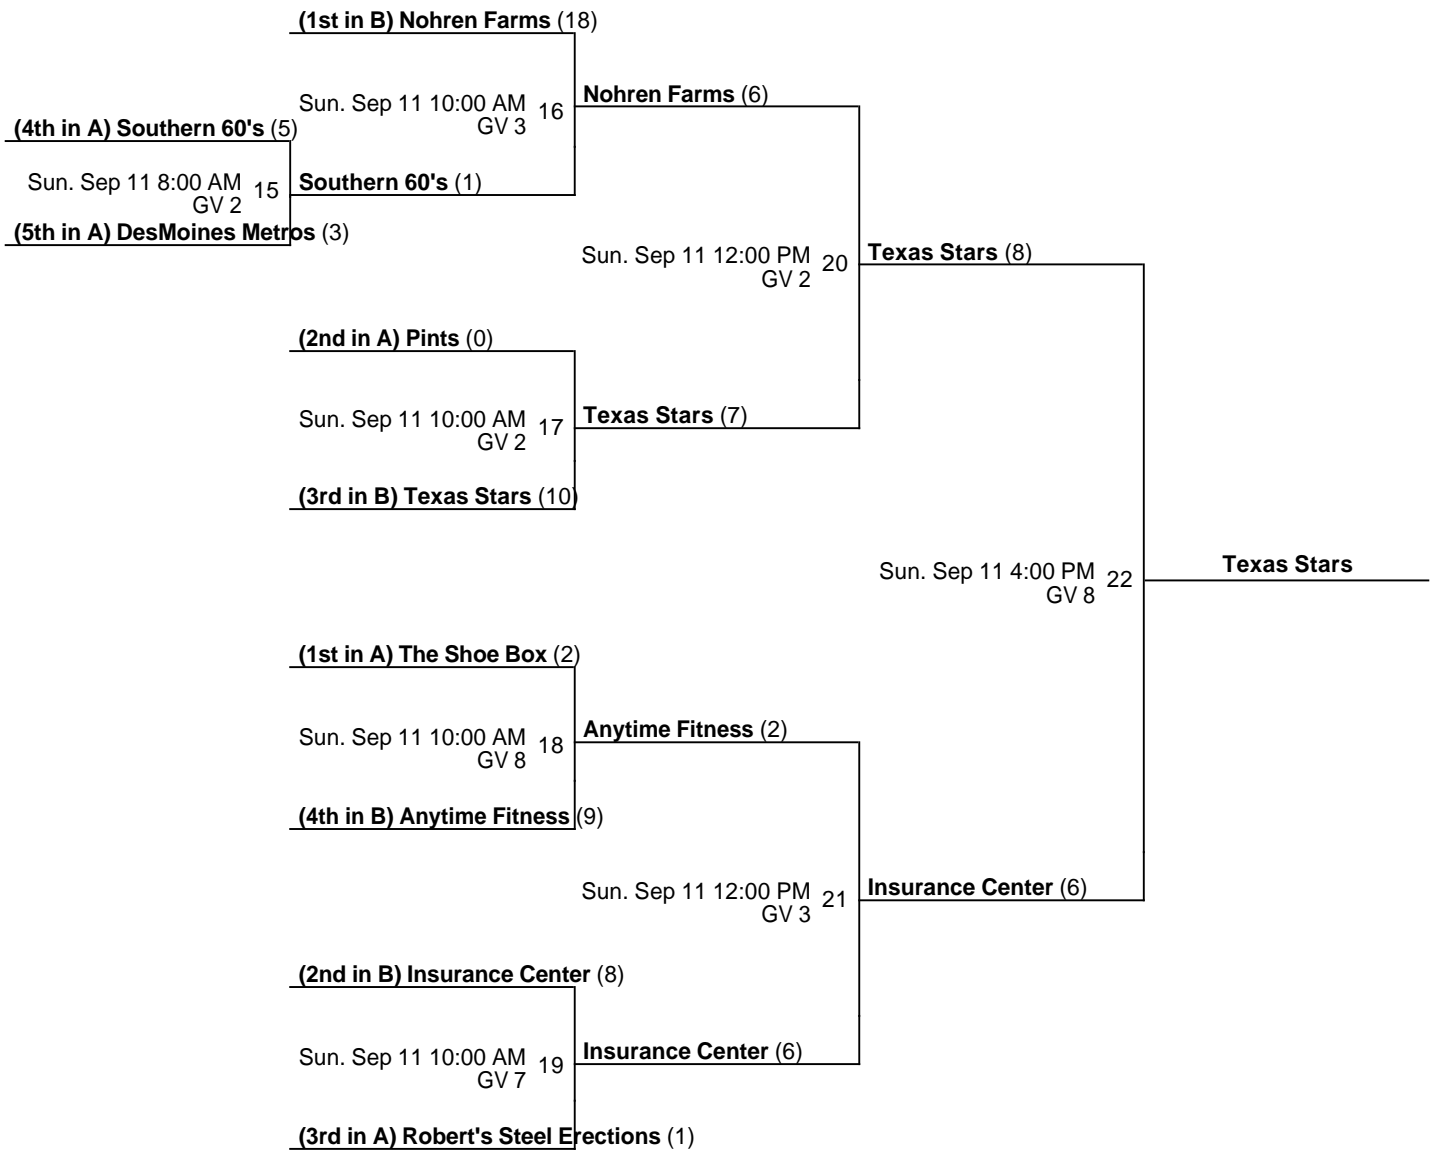 (1st in B) Nohren Farms (18)
Sun. Sep 11 10:00 AM 16
GV 3
Nohren Farms (6)
(4th in A) Southern 60's (5)
Sun. Sep 11 8:00 AM 15
GV 2
Southern 60's (1)
(5th in A) DesMoines Metros (3)
Sun. Sep 11 12:00 PM 20
GV 2
Texas Stars (8)
(2nd in A) Pints (0)
Sun. Sep 11 10:00 AM 17
GV 2
Texas Stars (7)
(3rd in B) Texas Stars (10)
Sun. Sep 11 4:00 PM 22
GV 8
Texas Stars
(1st in A) The Shoe Box (2)
Sun. Sep 11 10:00 AM 18
GV 8
Anytime Fitness (2)
(4th in B) Anytime Fitness (9)
Sun. Sep 11 12:00 PM 21
GV 3
Insurance Center (6)
(2nd in B) Insurance Center (8)
Sun. Sep 11 10:00 AM 19
GV 7
Insurance Center (6)
(3rd in A) Robert's Steel Erections (1)